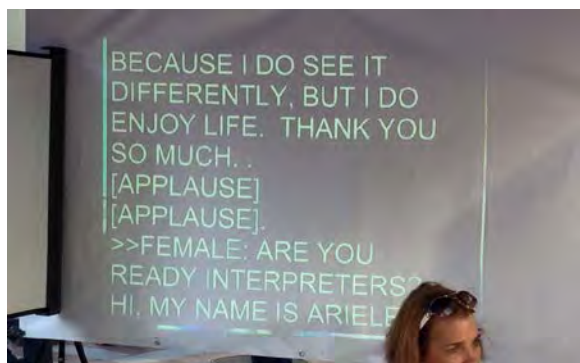 BECAUSE I DO SEE IT
DIFFERENTLY, BUT I DO
ENJOY LIFE. THANK YOU
SO MUCH. .
[APPLAUSE]
[APPLAUSE].
>>FEMALE: ARE YOU
READY INTERPRETERS?
HI, MY NAME IS ARIELE